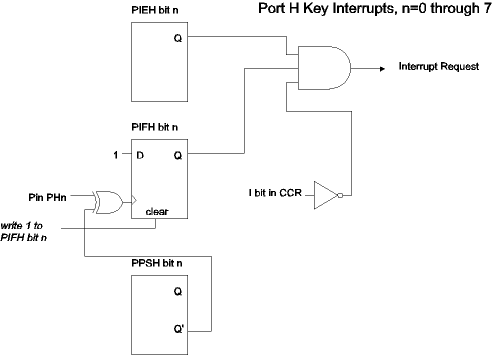 PIEH bit n
Port H Key Interrupts, n=0 through 7
Q
Interrupt Request
PIFH bit n
1
D
Q
Pin PHn
I bit in CCR
clear
write 1 to
PIFH bit n
PPSH bit n
Q
Q'